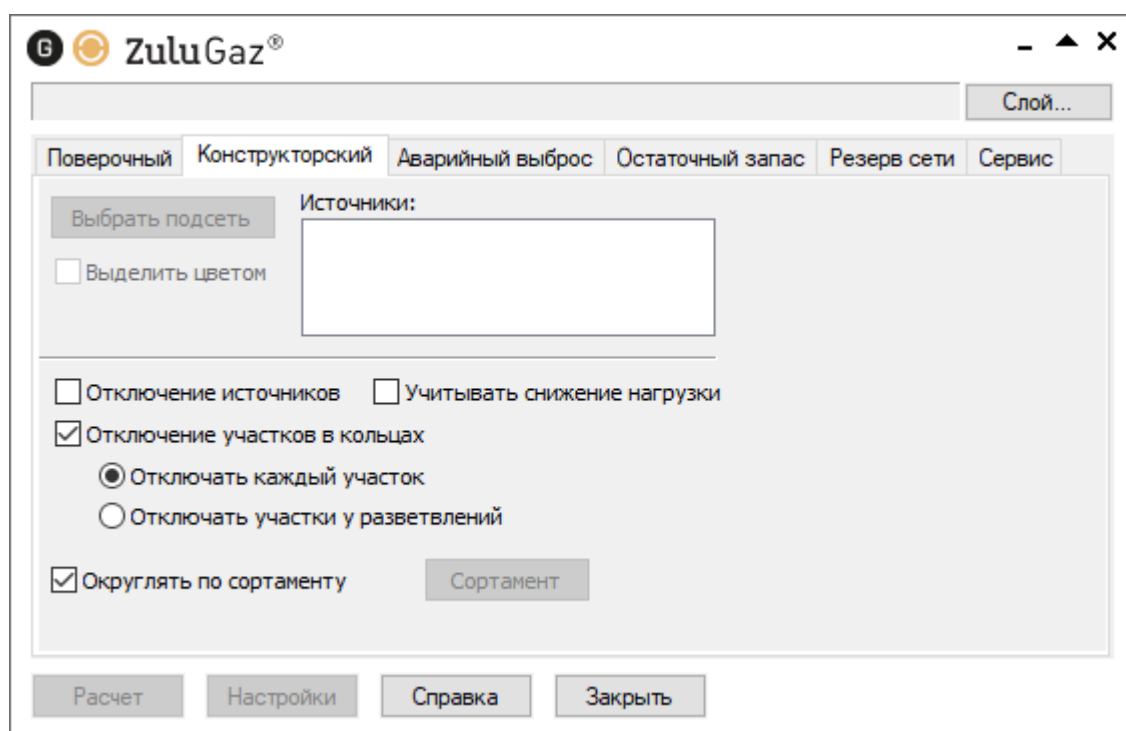 G ZuluGaz®
Слой...
Поверочный Конструкторский Аварийный выброс Остаточный запас Резерв сети Сервис
Выбрать подсеть Источники:
Выделить цветом
Отключение источников Учитывать снижение нагрузки
Отключение участков в кольцах
Отключать каждый участок
Отключать участки у разветвлений
Округлять по сортаменту Сортамент
Расчет Настройки Справка Закрыть